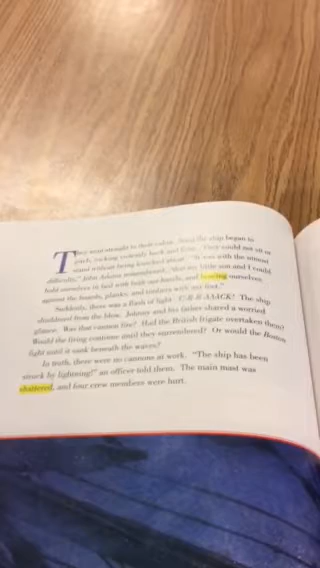 They went straight to their cabin. Soon the ship began to
pitch, rocking violently back and forth. They could not sit or
stand without being knocked about. "It was with the utmost
difficulty," John Adams remembered, "that my little son and I could
hold ourselves in bed with both our hands, and bracing ourselves
against the boards, planks, and timbers with our feet."
Suddenly, there was a flash of light. C-R-R-A-A-ACK! The ship
shuddered from the blow. Johnny and his father shared a worried
glance. Was that cannon fire? Had the British frigate overtaken them?
Would the firing continue until they surrendered? Or would the Boston
fight until it sank beneath the waves?
In truth, there were no cannons at work. "The ship has been
struck by lightning!" an officer told them. The main mast was
shattered, and four crew members were hurt.